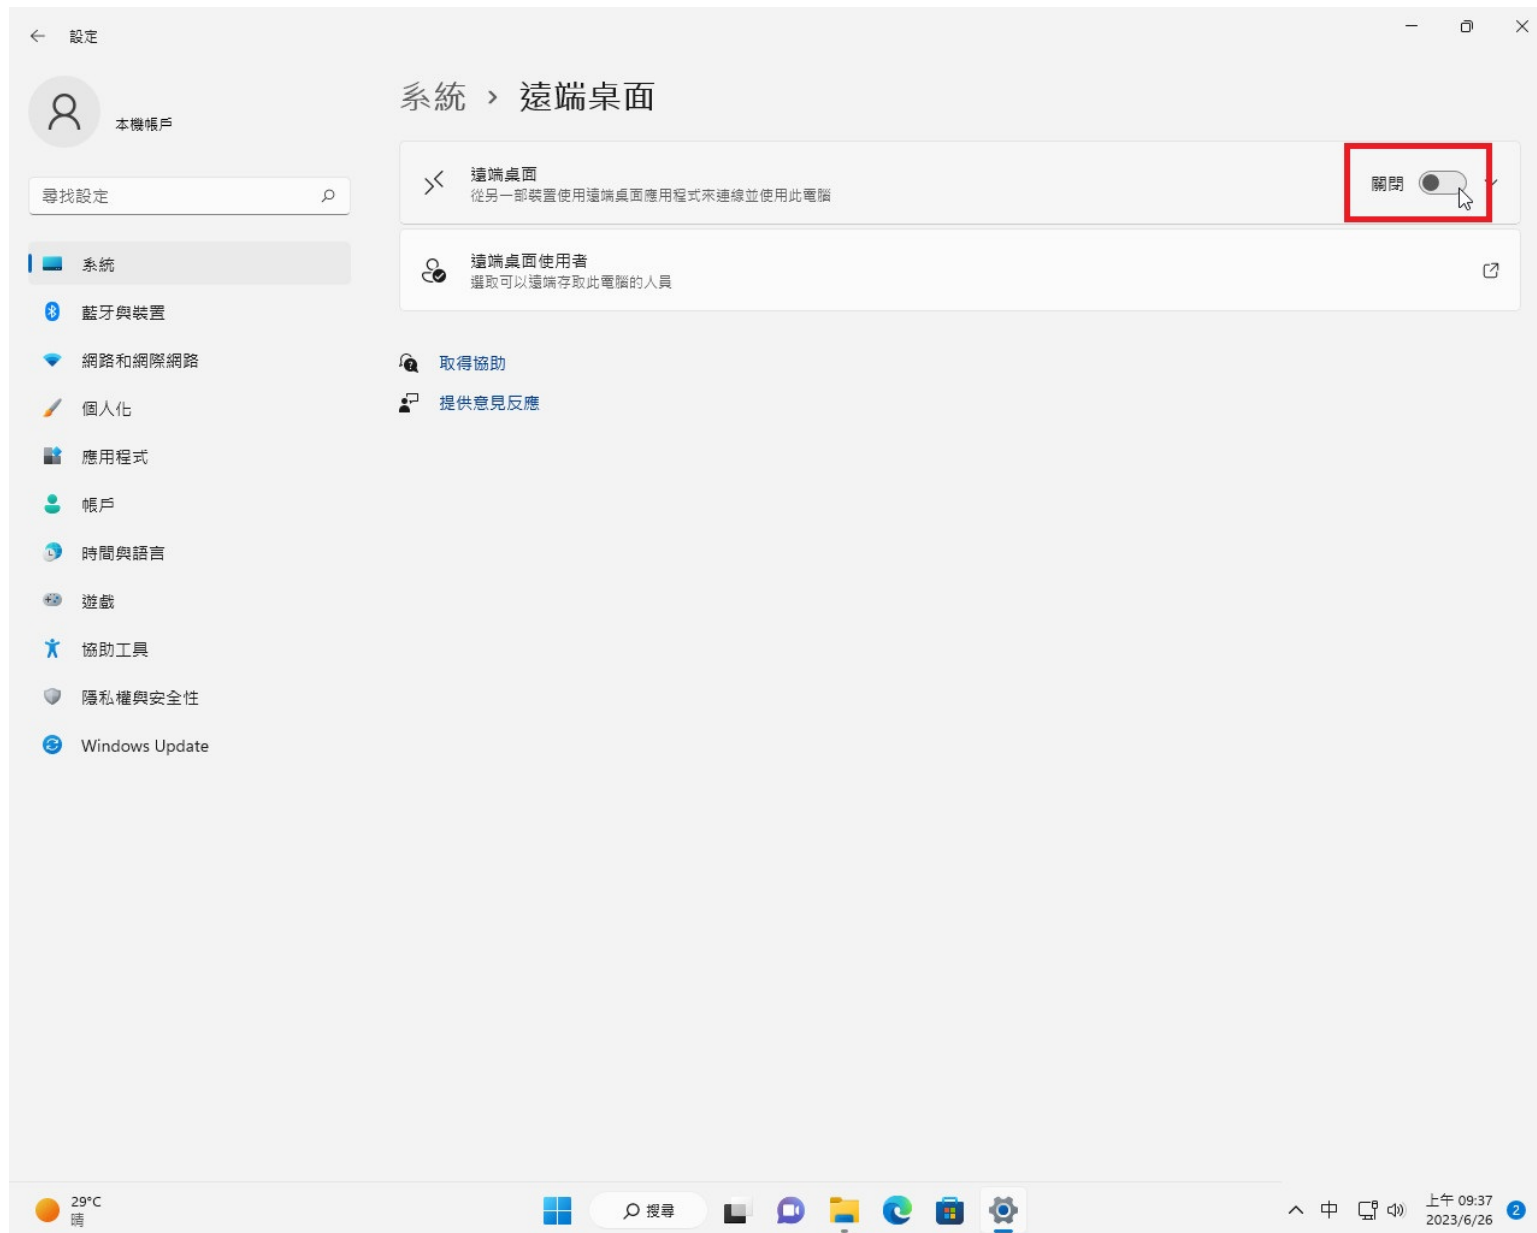 設定
本機帳戶
尋找設定
系統
藍牙與裝置
網路和網際網路
個人化
應用程式
帳戶
時間與語言
遊戲
協助工具
隱私權與安全性
Windows Update
系統 › 遠端桌面
遠端桌面
從另一部裝置使用遠端桌面應用程式來連線並使用此電腦
關閉
遠端桌面使用者
選取可以遠端存取此電腦的人員
取得協助
提供意見反應
29°C
晴
搜尋
中
上午 09:37
2023/6/26
2